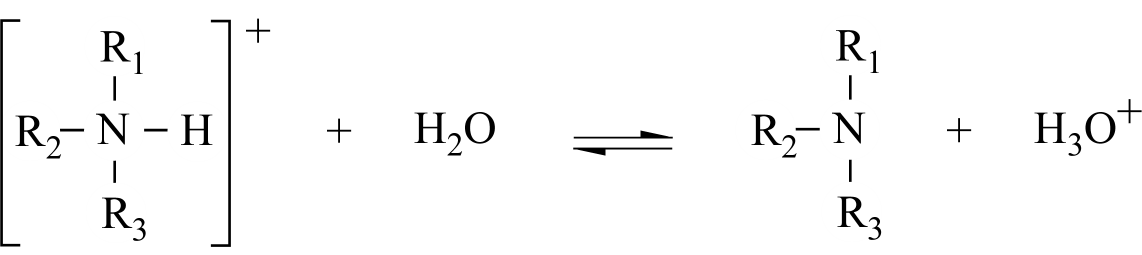 [R₂–N–H]⁺ + H₂O ⇌ R₂–N + H₃O⁺
R₁ R₁
R₃ R₃